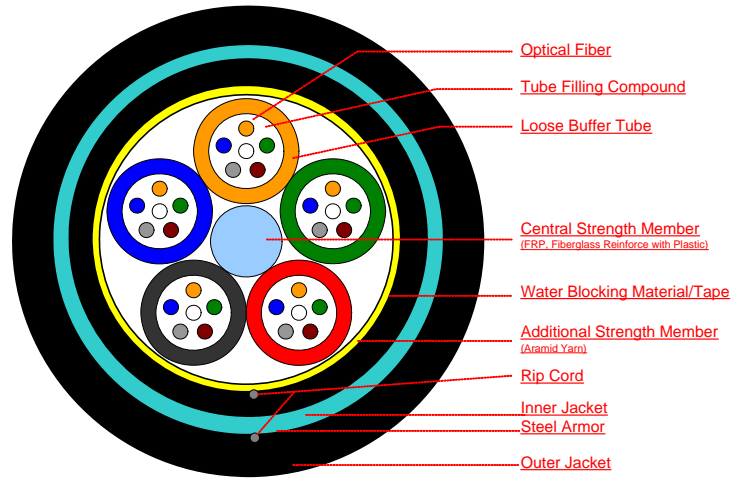 Optical Fiber
Tube Filling Compound
Loose Buffer Tube
Central Strength Member
(FRP, Fiberglass Reinforce with Plastic)
Water Blocking Material/Tape
Additional Strength Member
(Aramid Yarn)
Rip Cord
Inner Jacket
Steel Armor
Outer Jacket